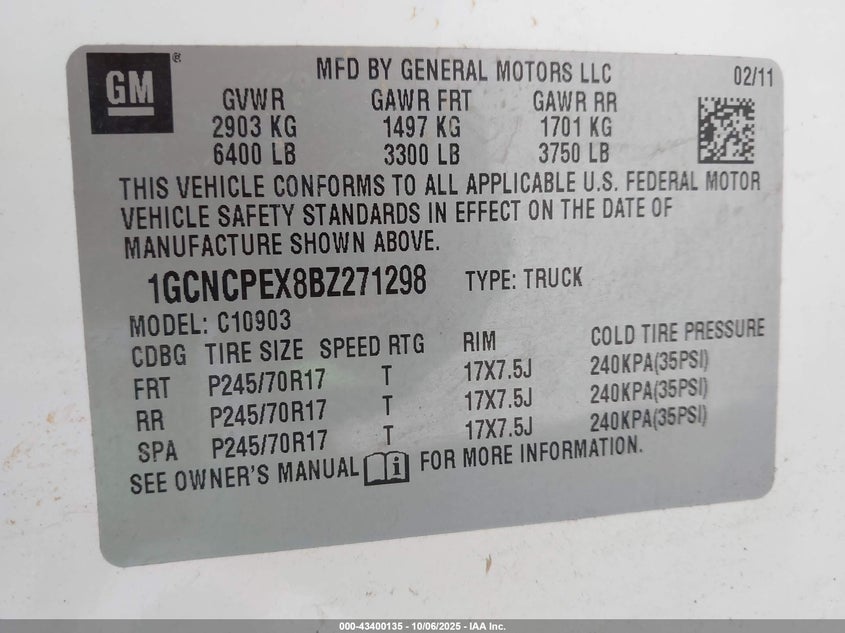 GM®
MFD BY GENERAL MOTORS LLC 02/11
GVWR GAWR FRT GAWR RR
2903 KG 1497 KG 1701 KG
6400 LB 3300 LB 3750 LB
THIS VEHICLE CONFORMS TO ALL APPLICABLE U.S. FEDERAL MOTOR
VEHICLE SAFETY STANDARDS IN EFFECT ON THE DATE OF
MANUFACTURE SHOWN ABOVE.
1GCNCPEX8BZ271298 TYPE: TRUCK
MODEL: C10903
CDBG TIRE SIZE SPEED RTG RIM COLD TIRE PRESSURE
FRT P245/70R17 T 17X7.5J 240KPA(35PSI)
RR P245/70R17 T 17X7.5J 240KPA(35PSI)
SPA P245/70R17 T 17X7.5J 240KPA(35PSI)
SEE OWNER'S MANUAL i FOR MORE INFORMATION.
000-43400135 - 10/06/2025 - IAA Inc.